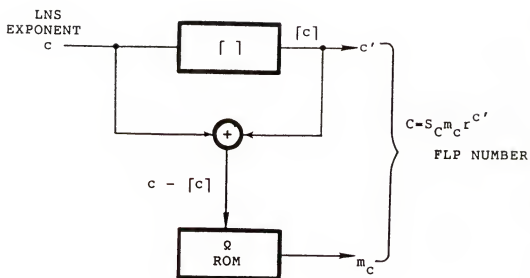 LNS
EXPONENT
c
⌈ ⌉
⌈c⌉
c'
+
C=S_C m_c r^{c'}
FLP NUMBER
c - ⌈c⌉
Ω
ROM
m_c